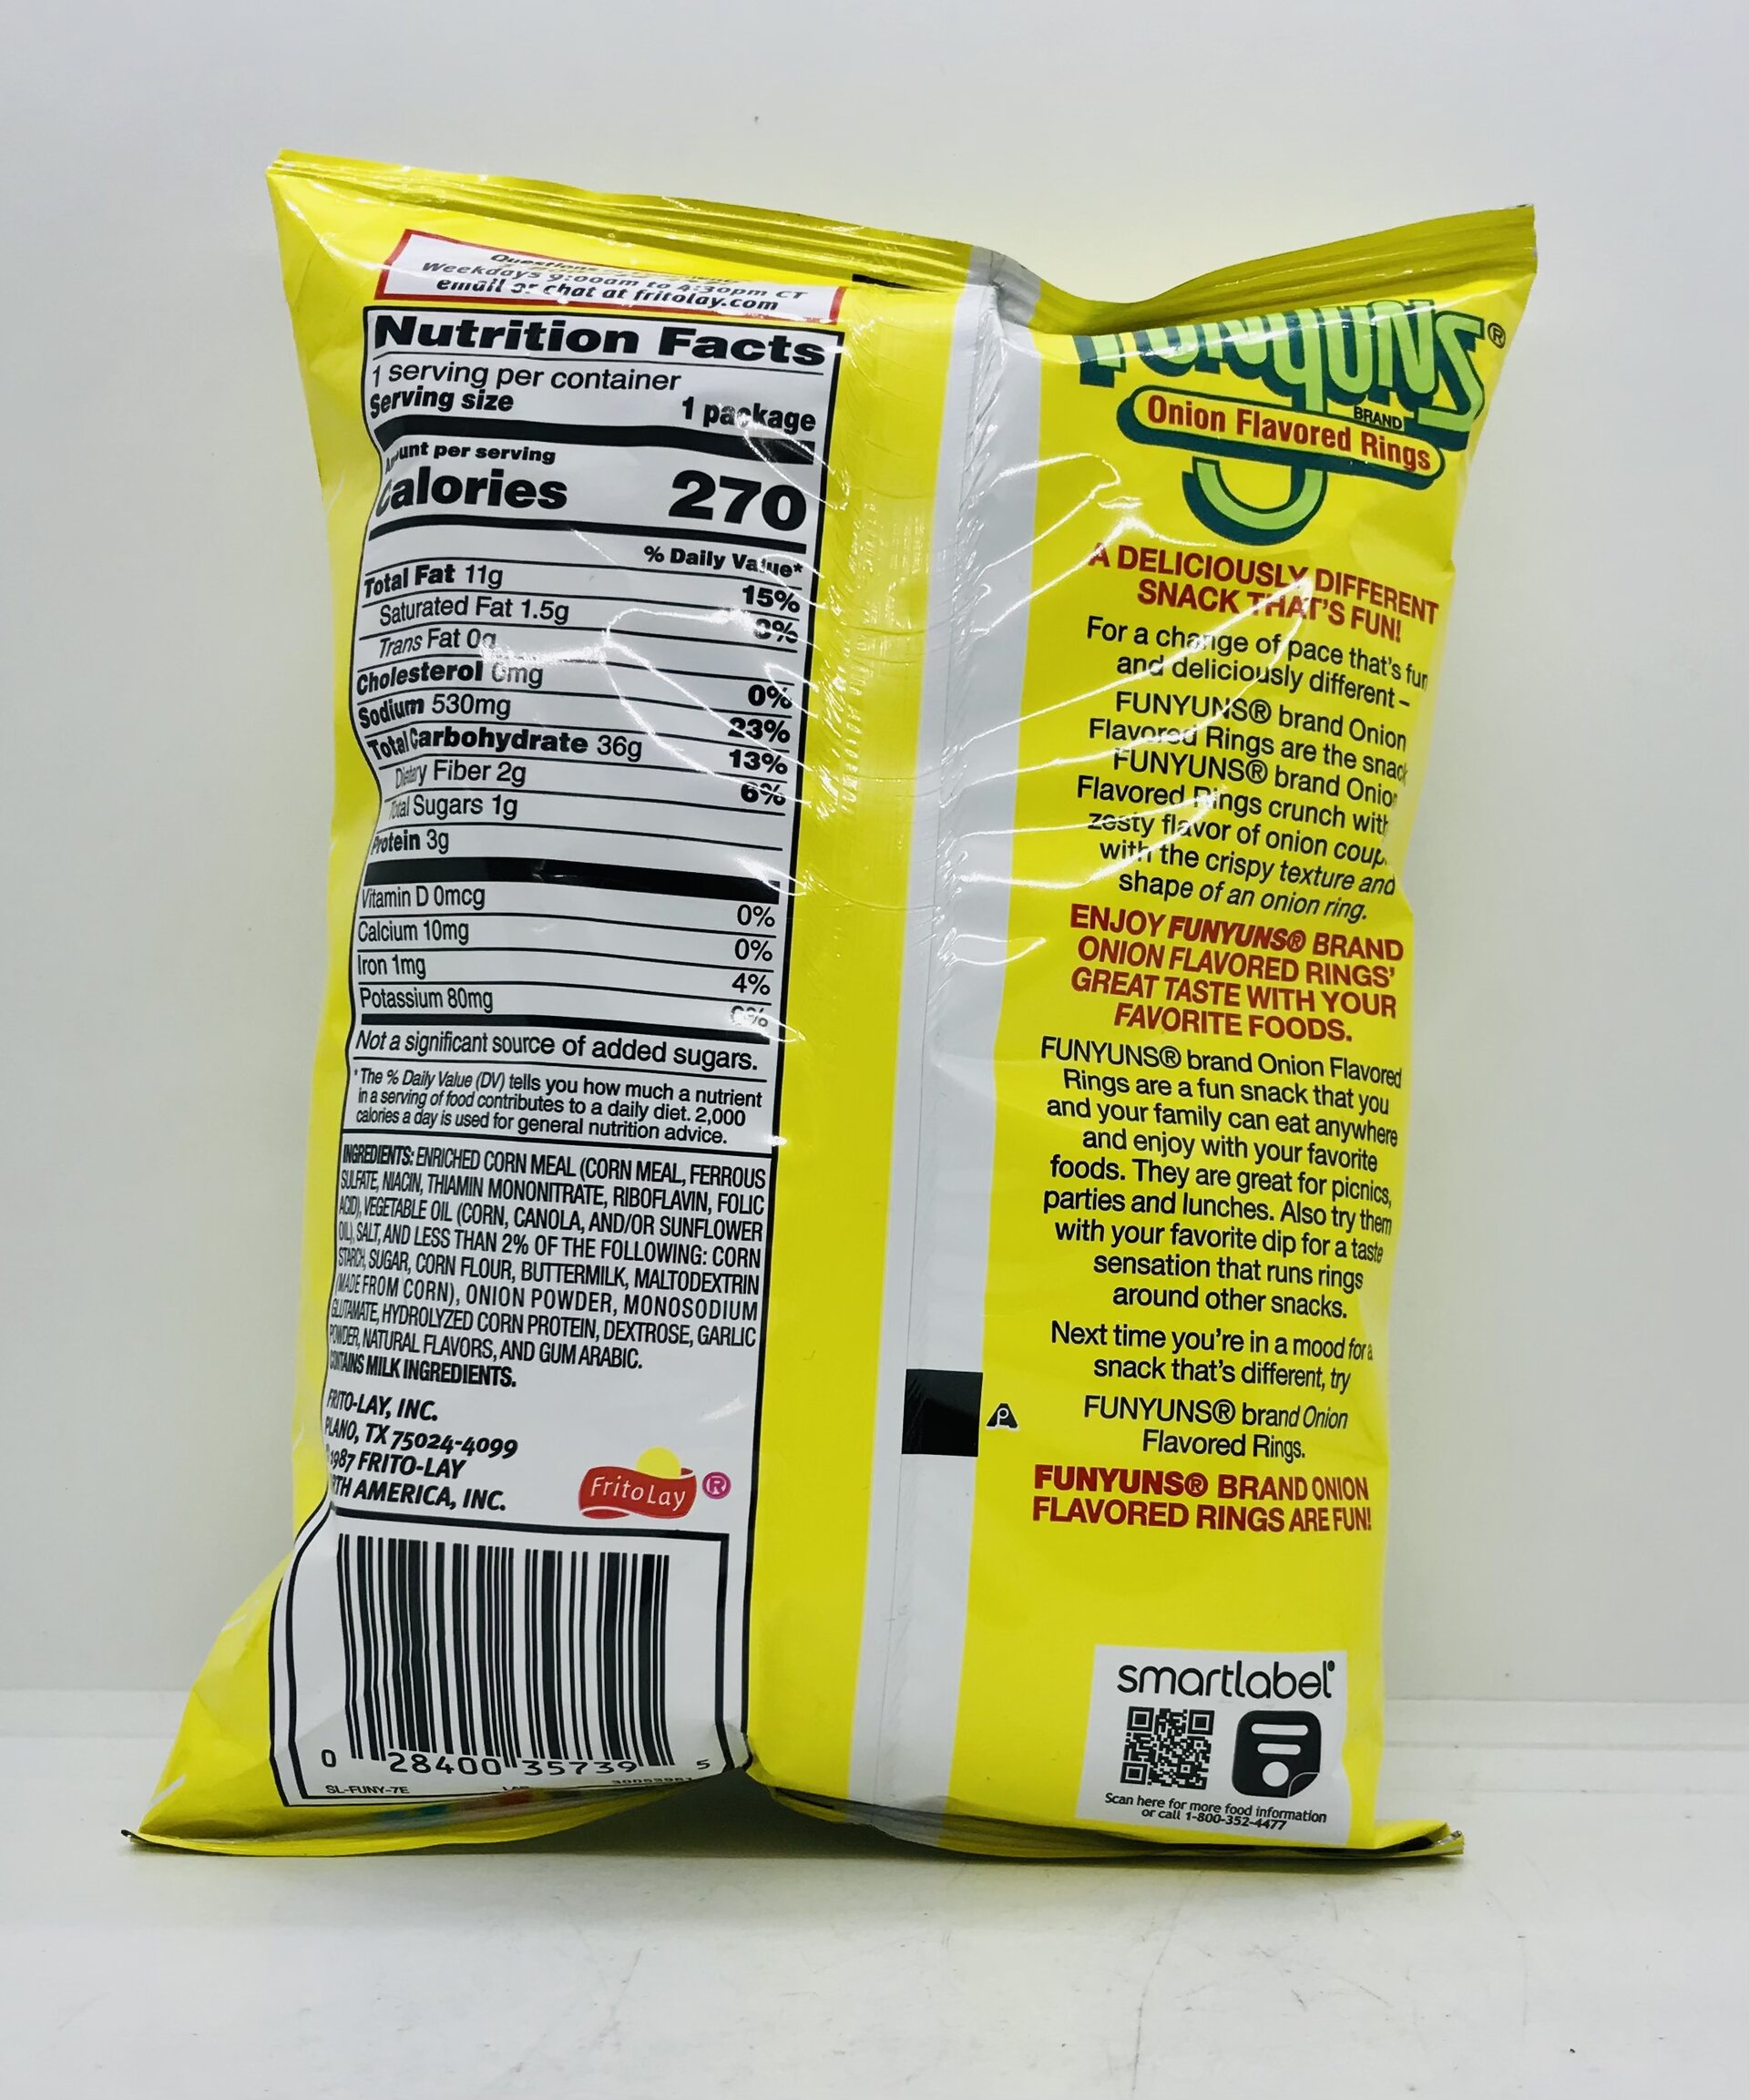 Weekdays 9:00am to 4:30pm CT
email or chat at fritolay.com
Nutrition Facts
1 serving per container
Serving size 1 package
Amount per serving
Calories 270
% Daily Value*
Total Fat 11g 15%
Saturated Fat 1.5g 8%
Trans Fat 0g
Cholesterol 0mg 0%
Sodium 530mg 23%
Total Carbohydrate 36g 13%
Dietary Fiber 2g 6%
Total Sugars 1g
Protein 3g
Vitamin D 0mcg 0%
Calcium 10mg 0%
Iron 1mg 4%
Potassium 80mg
Not a significant source of added sugars.
* The % Daily Value (DV) tells you how much a nutrient
in a serving of food contributes to a daily diet. 2,000
calories a day is used for general nutrition advice.
INGREDIENTS: ENRICHED CORN MEAL (CORN MEAL, FERROUS
SULFATE, NIACIN, THIAMIN MONONITRATE, RIBOFLAVIN, FOLIC
ACID), VEGETABLE OIL (CORN, CANOLA, AND/OR SUNFLOWER
OIL), SALT, AND LESS THAN 2% OF THE FOLLOWING: CORN
STARCH, SUGAR, CORN FLOUR, BUTTERMILK, MALTODEXTRIN
(MADE FROM CORN), ONION POWDER, MONOSODIUM
GLUTAMATE, HYDROLYZED CORN PROTEIN, DEXTROSE, GARLIC
POWDER, NATURAL FLAVORS, AND GUM ARABIC.
CONTAINS MILK INGREDIENTS.
FRITO-LAY, INC.
PLANO, TX 75024-4099
1987 FRITO-LAY
RTH AMERICA, INC.
Frito Lay ®
0 28400 35739 5
SL-FUNY-7E
FUNYUNS®
BRAND
Onion Flavored Rings
A DELICIOUSLY DIFFERENT
SNACK THAT'S FUN!
For a change of pace that's fun
and deliciously different –
FUNYUNS® brand Onion
Flavored Rings are the snack
FUNYUNS® brand Onion
Flavored Rings crunch with
zesty flavor of onion coup
with the crispy texture and
shape of an onion ring.
ENJOY FUNYUNS® BRAND
ONION FLAVORED RINGS'
GREAT TASTE WITH YOUR
FAVORITE FOODS.
FUNYUNS® brand Onion Flavored
Rings are a fun snack that you
and your family can eat anywhere
and enjoy with your favorite
foods. They are great for picnics,
parties and lunches. Also try them
with your favorite dip for a taste
sensation that runs rings
around other snacks.
Next time you're in a mood for a
snack that's different, try
FUNYUNS® brand Onion
Flavored Rings.
FUNYUNS® BRAND ONION
FLAVORED RINGS ARE FUN!
smartlabel®
Scan here for more food information
or call 1-800-352-4477